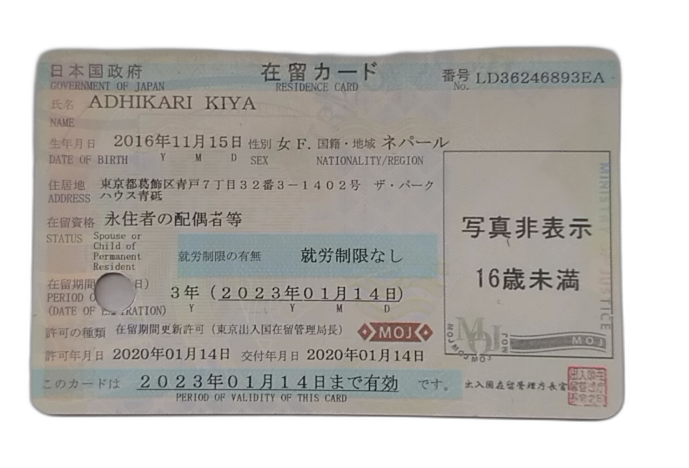 日本国政府 在留カード 番号 LD36246893EA
GOVERNMENT OF JAPAN RESIDENCE CARD No.
氏名 ADHIKARI KIYA
NAME
生年月日 2016年11月15日 性別 女 F. 国籍・地域 ネパール
DATE OF BIRTH Y M D SEX NATIONALITY/REGION
住居地 東京都葛飾区青戸7丁目32番3-1402号 ザ・パーク
ADDRESS ハウス青砥
在留資格 永住者の配偶者等
STATUS Spouse or
Child of
Permanent
Resident
就労制限の有無 就労制限なし
写真非表示
16歳未満
在留期間 日)
PERIOD O
3年(2023年01月14日)
(DATE OF EXPIRATION) Y Y M D
許可の種類 在留期間更新許可(東京出入国在留管理局長) MOJ
許可年月日 2020年01月14日 交付年月日 2020年01月14日
このカードは 2023年01月14日まで有効 です。
PERIOD OF VALIDITY OF THIS CARD
出入国在留管理庁長官
MOJ
MOJ
MINISTRY JUSTICE